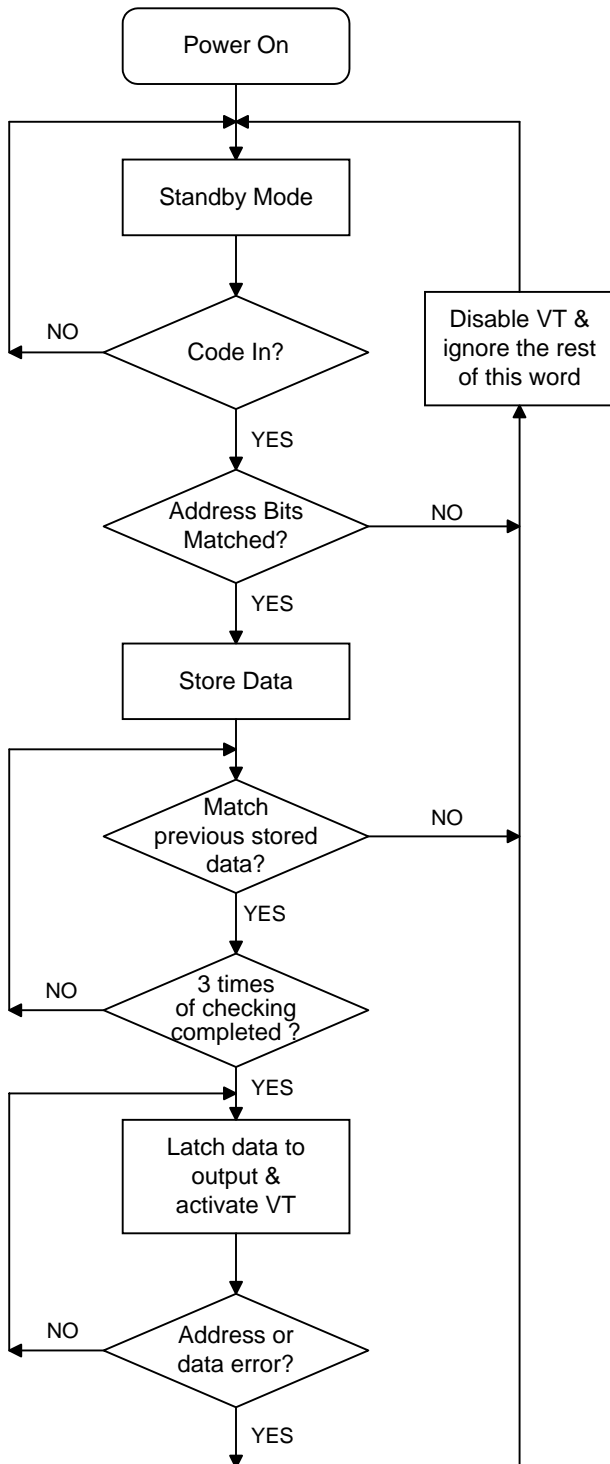 Power On
Standby Mode
NO
Code In?
Disable VT &
ignore the rest
of this word
YES
Address Bits
Matched?
NO
YES
Store Data
Match
previous stored
data?
NO
YES
NO
3 times
of checking
completed ?
YES
Latch data to
output &
activate VT
NO
Address or
data error?
YES